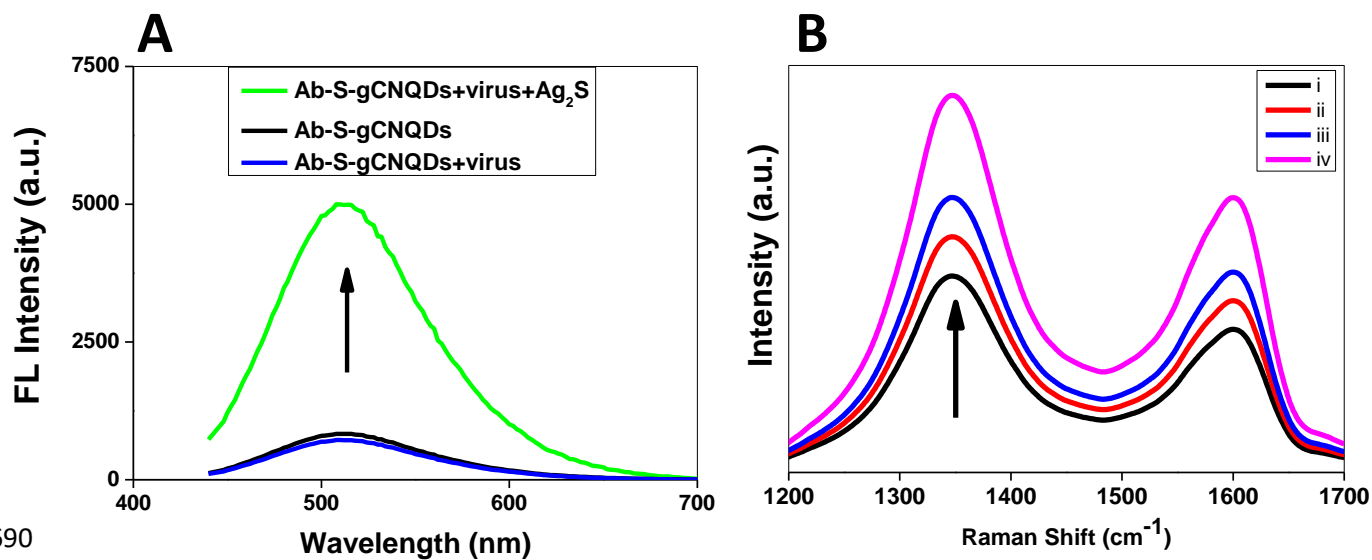 A
7500
5000
2500
0
400
500
600
700
FL Intensity (a.u.)
Wavelength (nm)
Ab-S-gCNQDs+virus+Ag₂S
Ab-S-gCNQDs
Ab-S-gCNQDs+virus
B
Intensity (a.u.)
i
ii
iii
iv
1200
1300
1400
1500
1600
1700
Raman Shift (cm⁻¹)